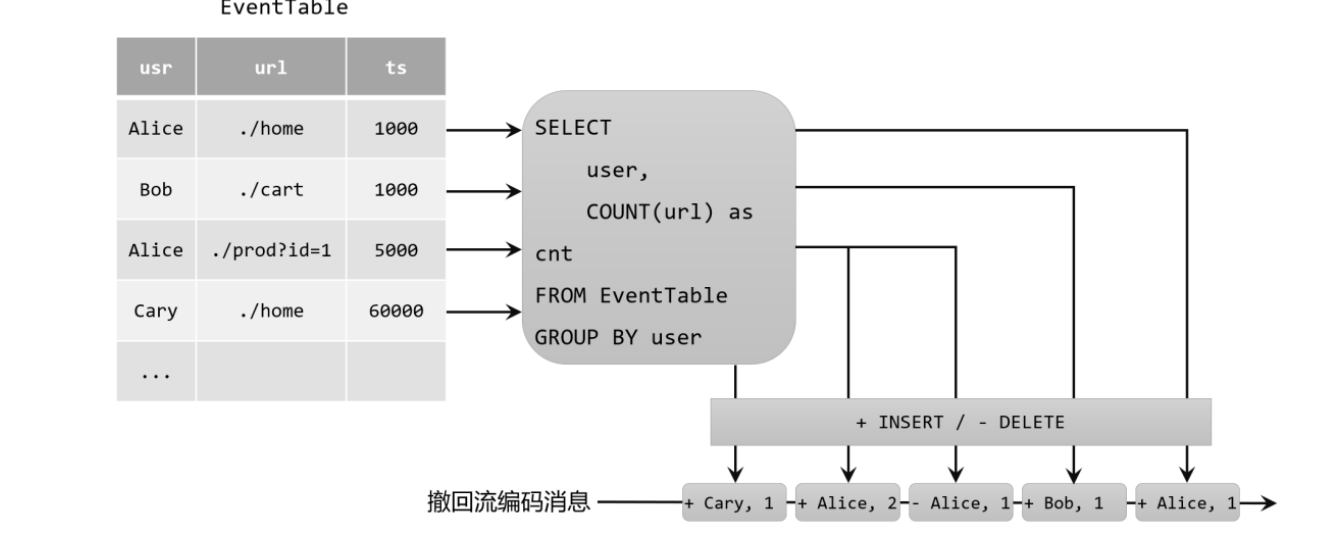 EventTable
usr url ts
Alice ./home 1000
Bob ./cart 1000
Alice ./prod?id=1 5000
Cary ./home 60000
...
SELECT
user,
COUNT(url) as
cnt
FROM EventTable
GROUP BY user
+ INSERT / - DELETE
撤回流编码消息 + Cary, 1 + Alice, 2 - Alice, 1 + Bob, 1 + Alice, 1